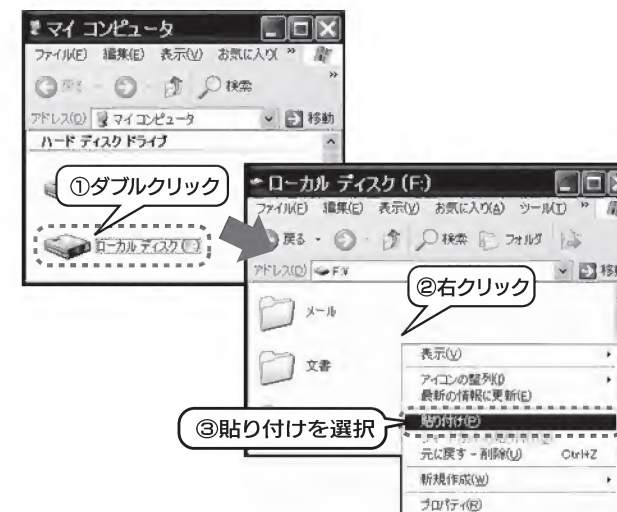 マイ コンピュータ
ファイル(F) 編集(E) 表示(V) お気に入り( »
戻る 検索 »
アドレス(D) マイ コンピュータ 移動
ハード ディスク ドライブ
①ダブルクリック
ローカル ディスク (F:)
ローカル ディスク (F:)
ファイル(F) 編集(E) 表示(V) お気に入り(A) ツール(T) »
戻る 検索 フォルダ
アドレス(D) F:¥ 移動
②右クリック
メール
文書
表示(V)
アイコンの整列(I)
最新の情報に更新(E)
③貼り付けを選択
貼り付け(P)
元に戻す - 削除(U) Ctrl+Z
新規作成(W)
プロパティ(R)